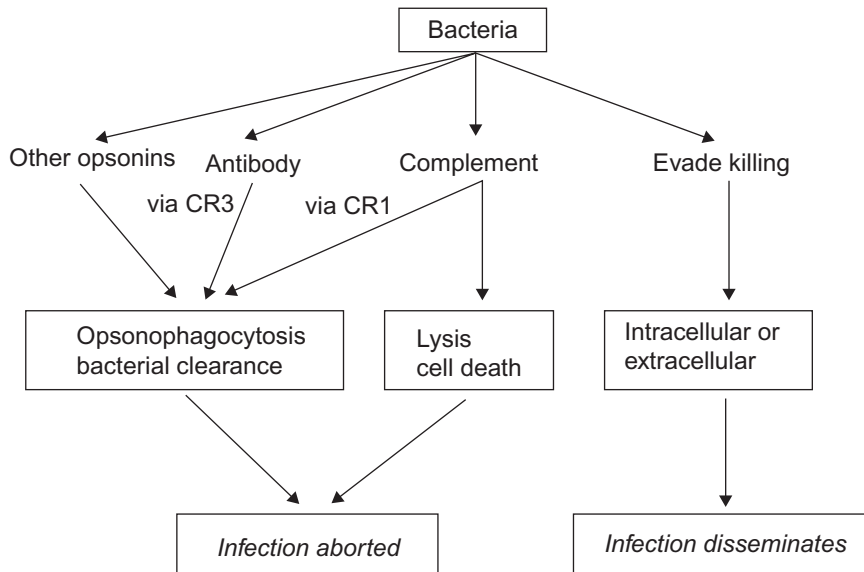 Bacteria
Other opsonins
Antibody
Complement
Evade killing
via CR3
via CR1
Opsonophagocytosis
bacterial clearance
Lysis
cell death
Intracellular or
extracellular
Infection aborted
Infection disseminates